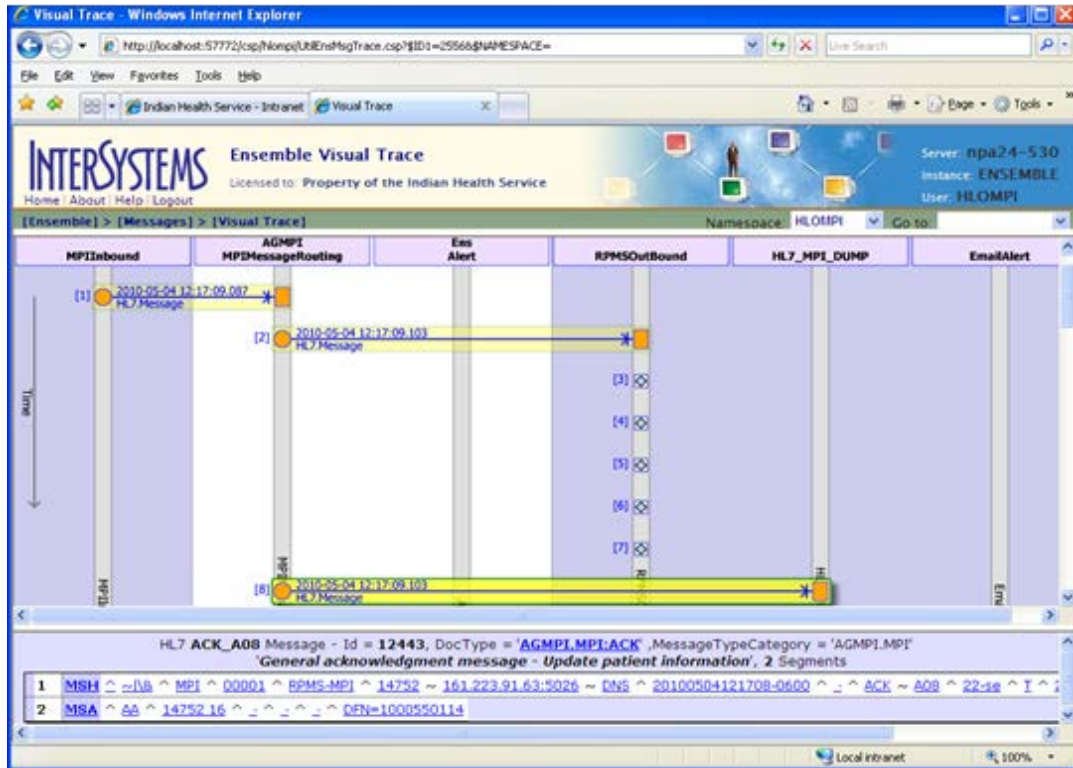 Visual Trace - Windows Internet Explorer
http://localhost:57772/csp/hlompi/UtilEnsMsgTrace.csp?$ID1=25566&$NAMESPACE=
Live Search
File Edit View Favorites Tools Help
Indian Health Service - Intranet Visual Trace Page Tools
INTERSYSTEMS
Ensemble Visual Trace
Licensed to: Property of the Indian Health Service
Home | About | Help | Logout
Server: npa24-530
Instance: ENSEMBLE
User: HLOMPI
[Ensemble] > [Messages] > [Visual Trace] Namespace: HLOMPI Go to:
MPIInbound AGMPI MPIMessageRouting Ens Alert RPMSOutBound HL7_MPI_DUMP EmailAlert
[1] 2010-05-04 12:17:09.087
HL7.Message
[2] 2010-05-04 12:17:09.103
HL7.Message
Time
[3]
[4]
[5]
[6]
[7]
[8] 2010-05-04 12:17:09.103
HL7.Message
HL7 ACK_A08 Message - Id = 12443, DocType = 'AGMPI.MPI:ACK' ,MessageTypeCategory = 'AGMPI.MPI'
'General acknowledgment message - Update patient information', 2 Segments
1 MSH ^ ~|\& ^ MPI ^ 00001 ^ RPMS-MPI ^ 14752 ~ 161.223.91.63:5026 ~ DNS ^ 20100504121708-0600 ^ - ^ ACK ~ A08 ^ 22-se ^ T ^
2 MSA ^ AA ^ 14752 16 ^ - ^ - ^ - ^ DFN=1000550114
Local intranet 100%